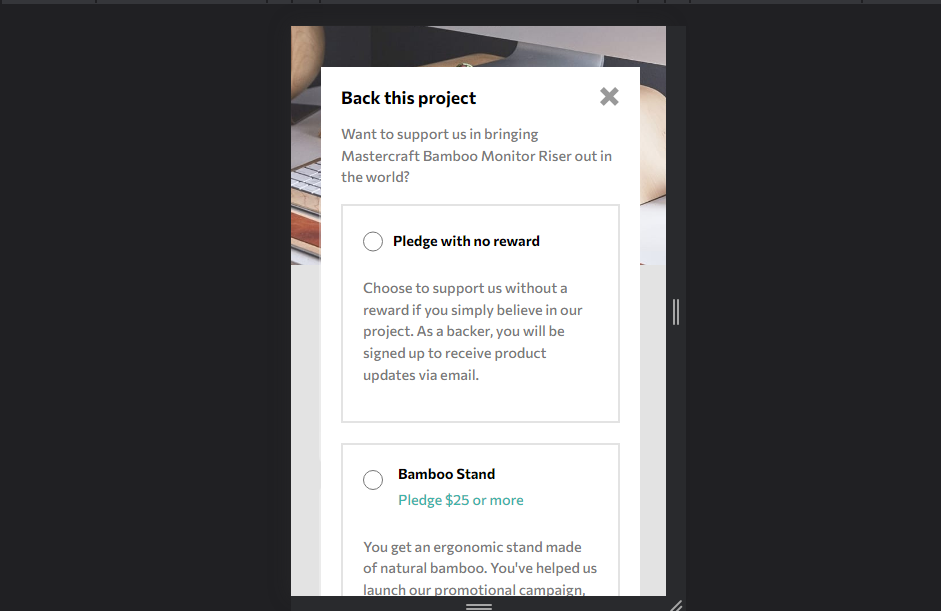 Back this project
Want to support us in bringing
Mastercraft Bamboo Monitor Riser out in
the world?
Pledge with no reward
Choose to support us without a
reward if you simply believe in our
project. As a backer, you will be
signed up to receive product
updates via email.
Bamboo Stand
Pledge $25 or more
You get an ergonomic stand made
of natural bamboo. You've helped us
launch our promotional campaign,